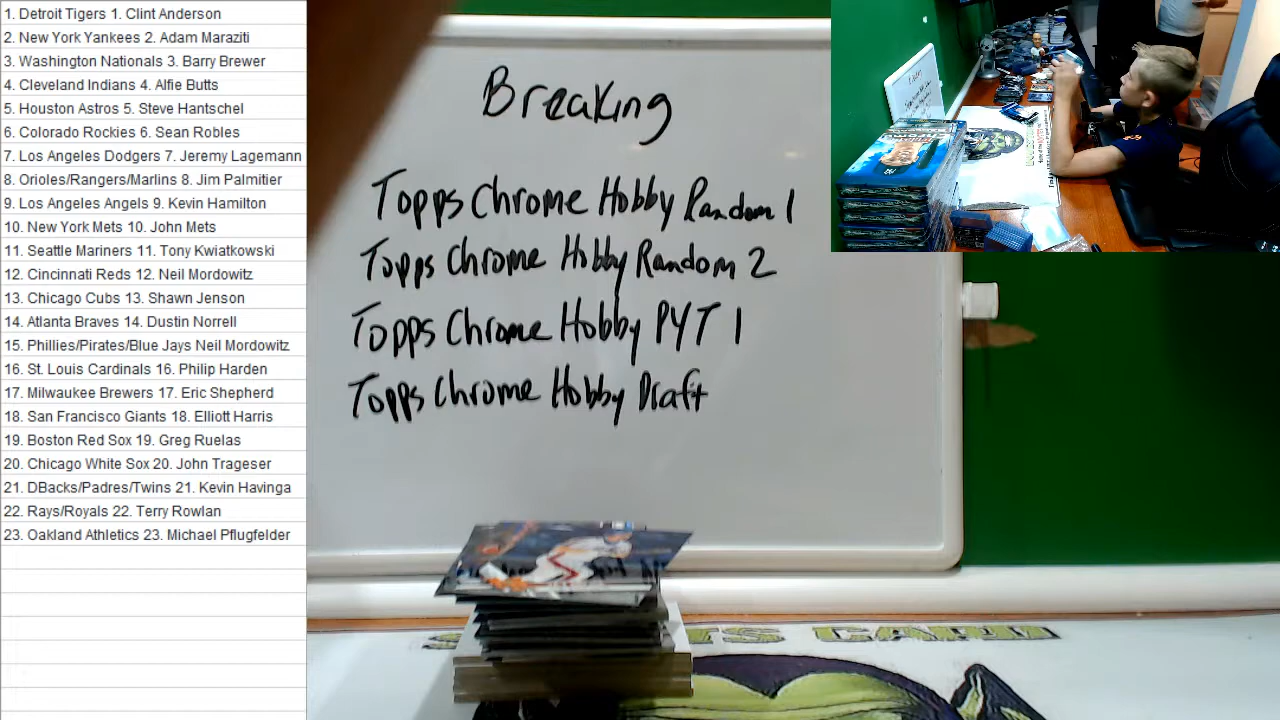 1. Detroit Tigers 1. Clint Anderson
2. New York Yankees 2. Adam Maraziti
3. Washington Nationals 3. Barry Brewer
4. Cleveland Indians 4. Alfie Butts
5. Houston Astros 5. Steve Hantschel
6. Colorado Rockies 6. Sean Robles
7. Los Angeles Dodgers 7. Jeremy Lagemann
8. Orioles/Rangers/Marlins 8. Jim Palmitier
9. Los Angeles Angels 9. Kevin Hamilton
10. New York Mets 10. John Mets
11. Seattle Mariners 11. Tony Kwiatkowski
12. Cincinnati Reds 12. Neil Mordowitz
13. Chicago Cubs 13. Shawn Jenson
14. Atlanta Braves 14. Dustin Norrell
15. Phillies/Pirates/Blue Jays Neil Mordowitz
16. St. Louis Cardinals 16. Philip Harden
17. Milwaukee Brewers 17. Eric Shepherd
18. San Francisco Giants 18. Elliott Harris
19. Boston Red Sox 19. Greg Ruelas
20. Chicago White Sox 20. John Trageser
21. DBacks/Padres/Twins 21. Kevin Havinga
22. Rays/Royals 22. Terry Rowlan
23. Oakland Athletics 23. Michael Pflugfelder
Breaking
Topps Chrome Hobby Random 1
Topps Chrome Hobby Random 2
Topps Chrome Hobby PYT 1
Topps Chrome Hobby Draft
CARD